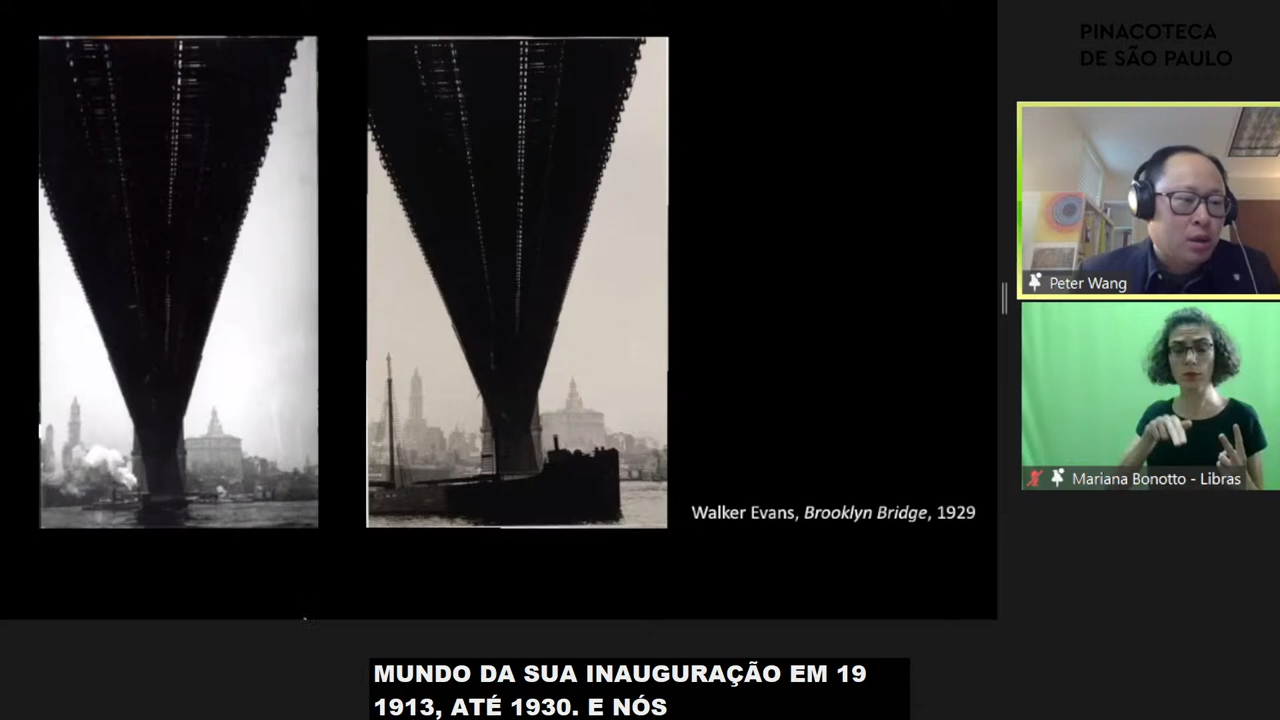 PINACOTECA
DE SÃO PAULO
Peter Wang
Mariana Bonotto - Libras
Walker Evans, Brooklyn Bridge, 1929
MUNDO DA SUA INAUGURAÇÃO EM 19
1913, ATÉ 1930. E NÓS